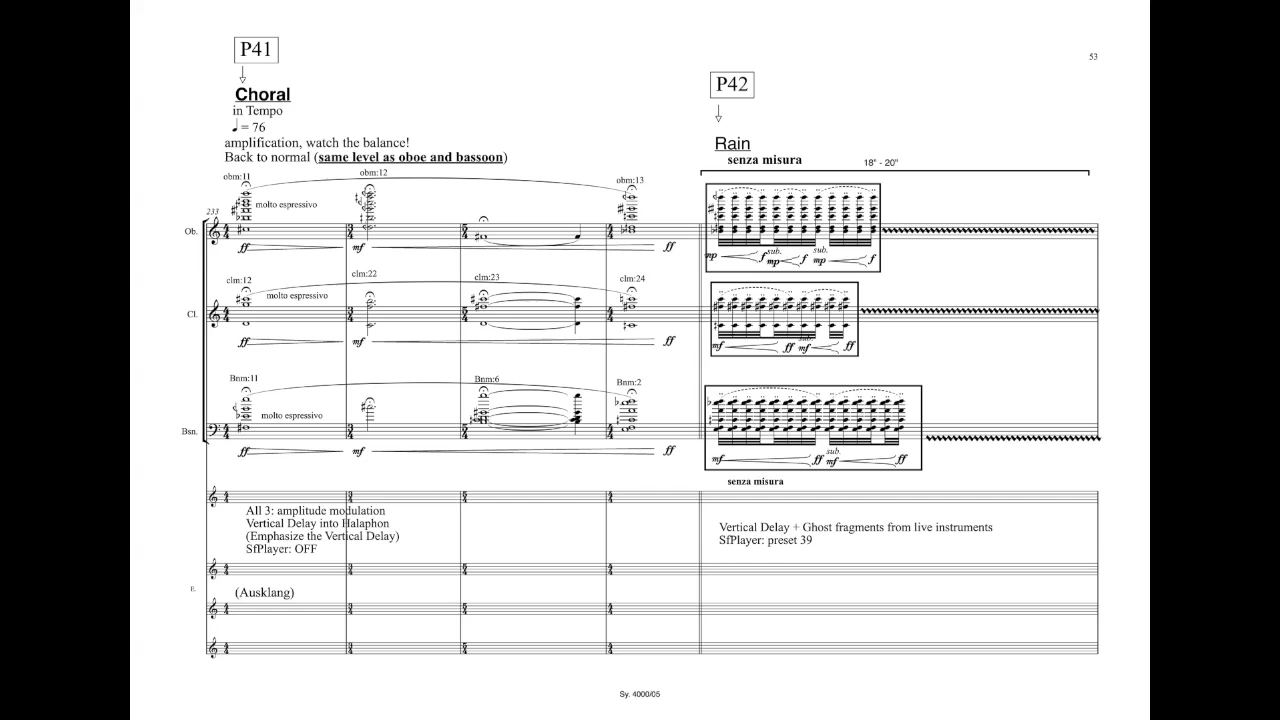 P41
53
P42
Choral
in Tempo
♩ = 76
amplification, watch the balance!
Back to normal (same level as oboe and bassoon)
Rain
senza misura
18" - 20"
obm:11
obm:12
obm:13
233
molto espressivo
Ob.
ff
mf
ff
mp
f
sub.
mp
f
sub.
mp
f
clm:12
clm:22
clm:23
clm:24
molto espressivo
Cl.
ff
mf
ff
mf
ff
sub.
mf
ff
Bnm:11
Bnm:6
Bnm:2
molto espressivo
Bsn.
ff
mf
ff
mf
ff
sub.
mf
ff
senza misura
All 3: amplitude modulation
Vertical Delay into Halaphon
(Emphasize the Vertical Delay)
SfPlayer: OFF
Vertical Delay + Ghost fragments from live instruments
SfPlayer: preset 39
E.
(Ausklang)
Sy. 4000/05